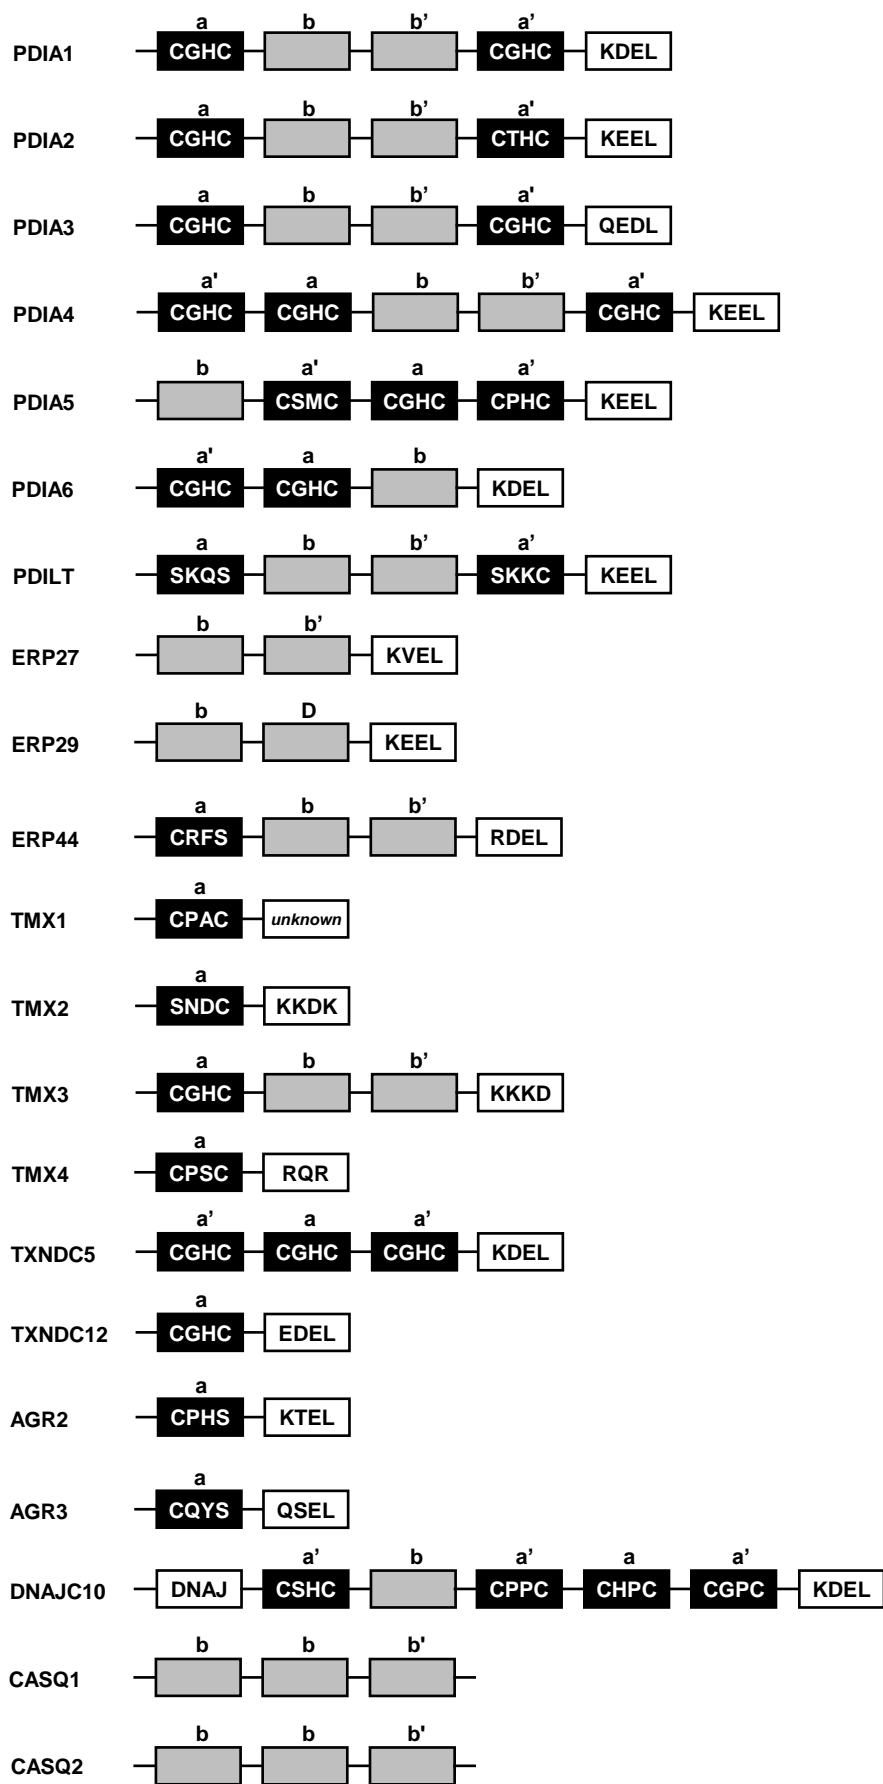 a b b’ a’
PDIA1 CGHC CGHC KDEL
a b b’ a'
PDIA2 CGHC CTHC KEEL
a b b’ a'
PDIA3 CGHC CGHC QEDL
a' a b b’ a'
PDIA4 CGHC CGHC CGHC KEEL
b a' a a’
PDIA5 CSMC CGHC CPHC KEEL
a' a b
PDIA6 CGHC CGHC KDEL
a b b’ a’
PDILT SKQS SKKC KEEL
b b’
ERP27 KVEL
b D
ERP29 KEEL
a b b’
ERP44 CRFS RDEL
a
TMX1 CPAC unknown
a
TMX2 SNDC KKDK
a b b’
TMX3 CGHC KKKD
a
TMX4 CPSC RQR
a’ a a’
TXNDC5 CGHC CGHC CGHC KDEL
a
TXNDC12 CGHC EDEL
a
AGR2 CPHS KTEL
a
AGR3 CQYS QSEL
a’ b a’ a a’
DNAJC10 DNAJ CSHC CPPC CHPC CGPC KDEL
b b b'
CASQ1
b b b'
CASQ2